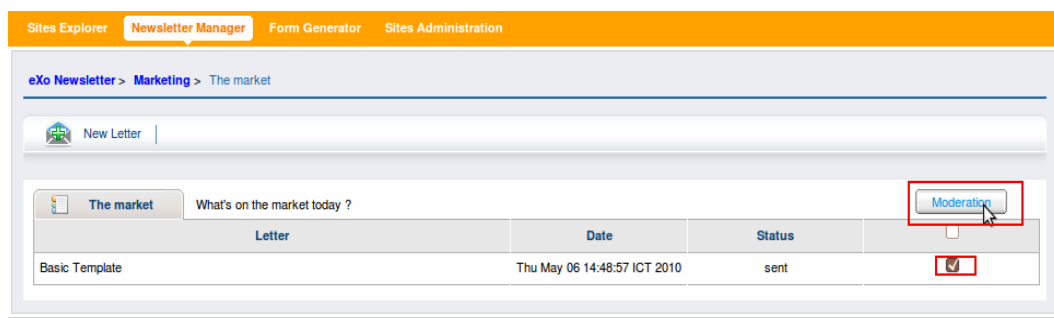 Sites Explorer Newsletter Manager Form Generator Sites Administration
eXo Newsletter > Marketing > The market
New Letter
The market What's on the market today ? Moderation
Letter Date Status
Basic Template Thu May 06 14:48:57 ICT 2010 sent